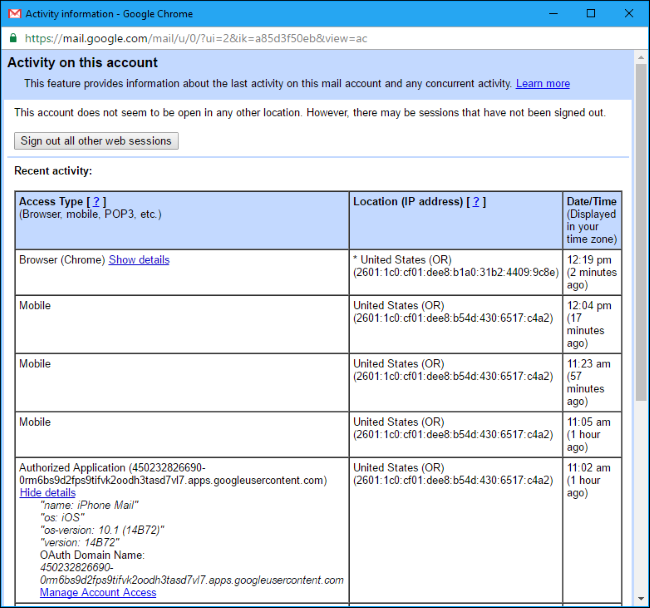 Activity information - Google Chrome
https://mail.google.com/mail/u/0/?ui=2&ik=a85d3f50eb&view=ac
Activity on this account
This feature provides information about the last activity on this mail account and any concurrent activity. Learn more
This account does not seem to be open in any other location. However, there may be sessions that have not been signed out.
Sign out all other web sessions
Recent activity:
Access Type [ ? ]
(Browser, mobile, POP3, etc.)
Location (IP address) [ ? ]
Date/Time
(Displayed
in your
time zone)
Browser (Chrome) Show details
* United States (OR)
(2601:1c0:cf01:dee8:b1a0:31b2:4409:9c8e)
12:19 pm
(2 minutes
ago)
Mobile
United States (OR)
(2601:1c0:cf01:dee8:b54d:430:6517:c4a2)
12:04 pm
(17
minutes
ago)
Mobile
United States (OR)
(2601:1c0:cf01:dee8:b54d:430:6517:c4a2)
11:23 am
(57
minutes
ago)
Mobile
United States (OR)
(2601:1c0:cf01:dee8:b54d:430:6517:c4a2)
11:05 am
(1 hour
ago)
Authorized Application (450232826690-
0rm6bs9d2fps9tifvk2oodh3tasd7vl7.apps.googleusercontent.com)
Hide details
"name: iPhone Mail"
"os: iOS"
"os-version: 10.1 (14B72)"
"version: 14B72"
OAuth Domain Name:
450232826690-
0rm6bs9d2fps9tifvk2oodh3tasd7vl7.apps.googleusercontent.com
Manage Account Access
United States (OR)
(2601:1c0:cf01:dee8:b54d:430:6517:c4a2)
11:02 am
(1 hour
ago)